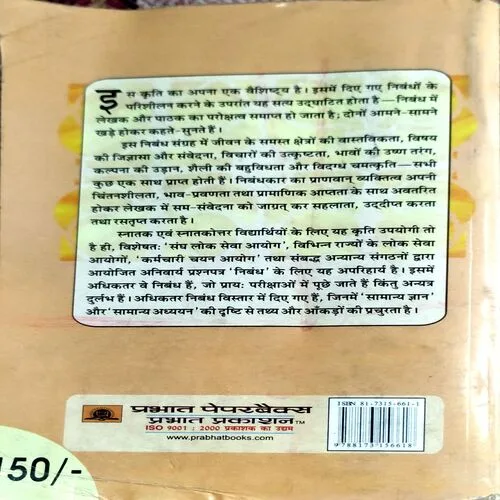 इस कृति का अपना एक वैशिष्ट्य है। इसमें दिए गए निबंधों के
परिशीलन करने के उपरांत यह सत्य उद्घाटित होता है—निबंध में
लेखक और पाठक का परोक्षत्व समाप्त हो जाता है; दोनों आमने-सामने
खड़े होकर कहते-सुनते हैं।
इस निबंध संग्रह में जीवन के समस्त क्षेत्रों की वास्तविकता, विषय
की जिज्ञासा और संवेदना, विचारों की उत्कृष्टता, भावों की उष्ण तरंग,
कल्पना की उड़ान, शैली की बहुविधता और विदग्ध चमत्कृति—सभी
कुछ एक साथ प्राप्त होती हैं। निबंधकार का प्राणवान् व्यक्तित्व अपनी
चिंतनशीलता, भाव-प्रवणता तथा प्रामाणिक आप्तता के साथ अवतरित
होकर लेखक में सम-संवेदना को जाग्रत् कर सहलाता, उद्दीप्त करता
तथा रसतृप्त करता है।
स्नातक एवं स्नातकोत्तर विद्यार्थियों के लिए यह कृति उपयोगी तो
है ही, विशेषत: 'संघ लोक सेवा आयोग', विभिन्न राज्यों के लोक सेवा
आयोगों, 'कर्मचारी चयन आयोग' तथा संबद्ध अन्यान्य संगठनों द्वारा
आयोजित अनिवार्य प्रश्नपत्र 'निबंध' के लिए यह अपरिहार्य है। इसमें
अधिकतर वे निबंध हैं, जो प्राय: परीक्षाओं में पूछे जाते हैं किंतु अन्यत्र
दुर्लभ हैं। अधिकतर निबंध विस्तार में दिए गए हैं, जिनमें 'सामान्य ज्ञान'
और 'सामान्य अध्ययन' की दृष्टि से तथ्य और आँकड़ों की प्रचुरता है।
प्रभात पेपरबैक्स
प्रभात प्रकाशन™
ISO 9001 : 2000 प्रकाशक का उद्यम
www.prabhatbooks.com
ISBN 81-7315-661-1
9788173156618
150/-